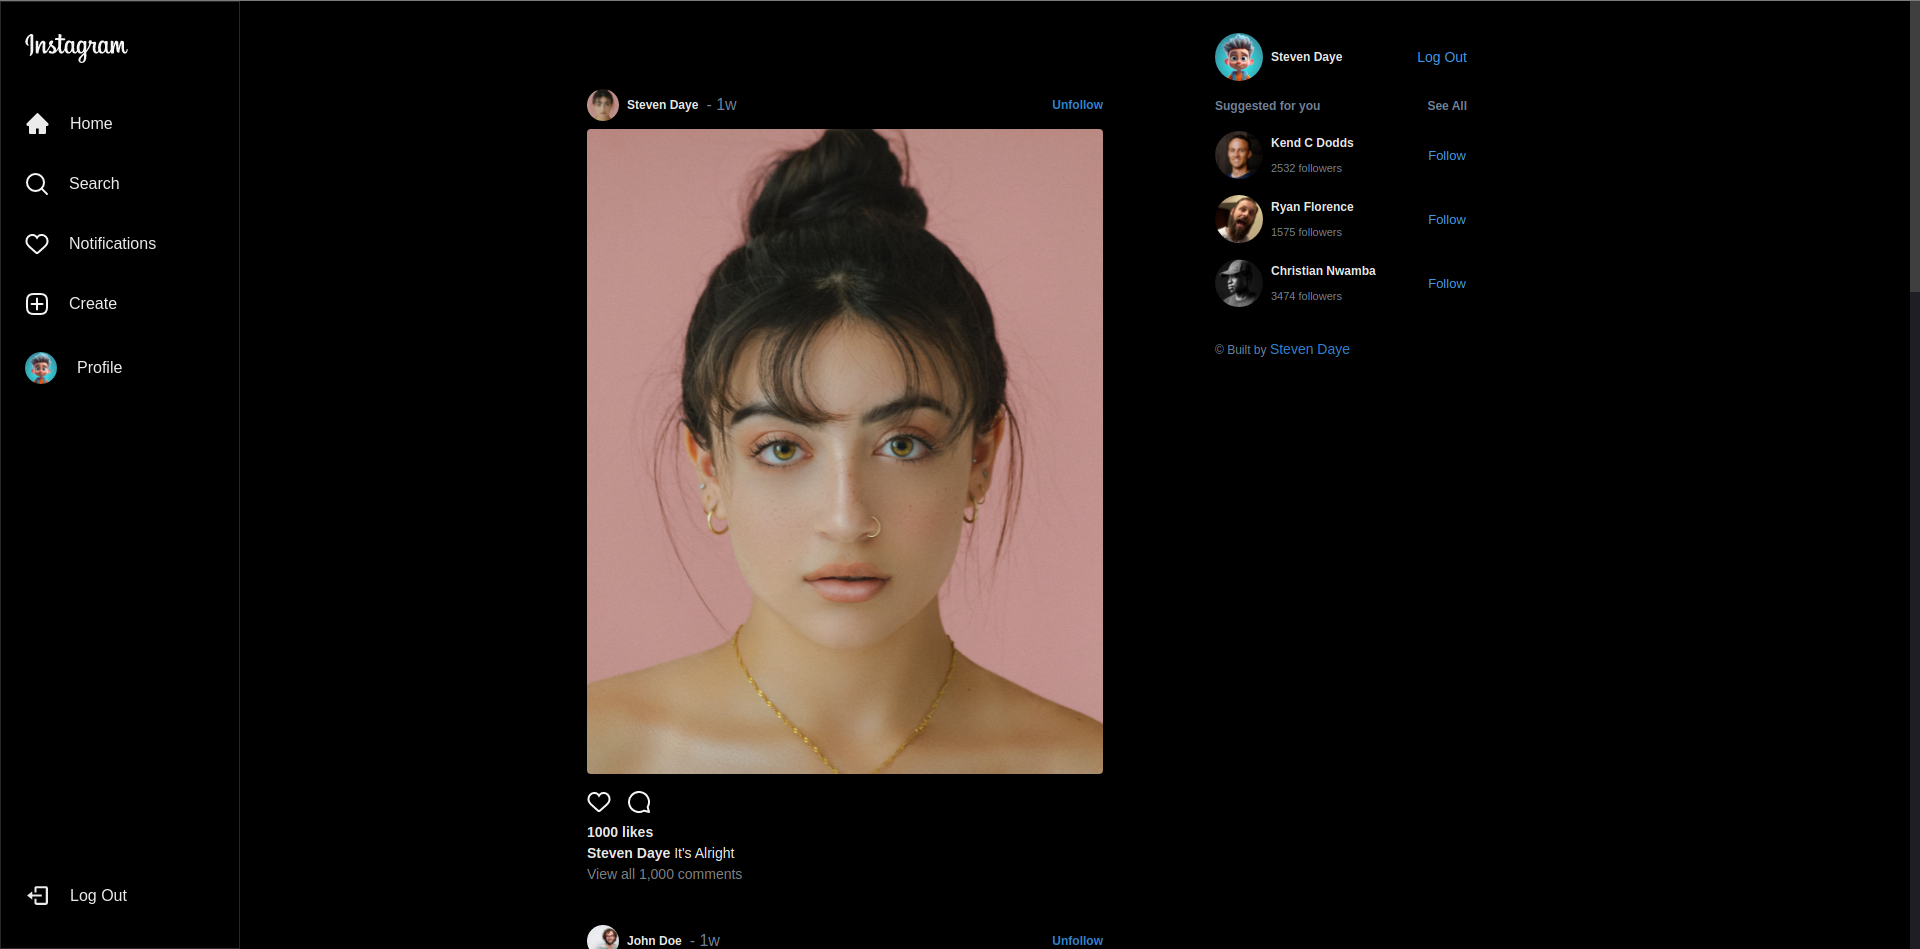 Instagram
Home
Search
Notifications
Create
Profile
Log Out
Steven Daye - 1w Unfollow
1000 likes
Steven Daye It's Alright
View all 1,000 comments
John Doe - 1w Unfollow
Steven Daye Log Out
Suggested for you See All
Kend C Dodds
2532 followers
Follow
Ryan Florence
1575 followers
Follow
Christian Nwamba
3474 followers
Follow
© Built by Steven Daye